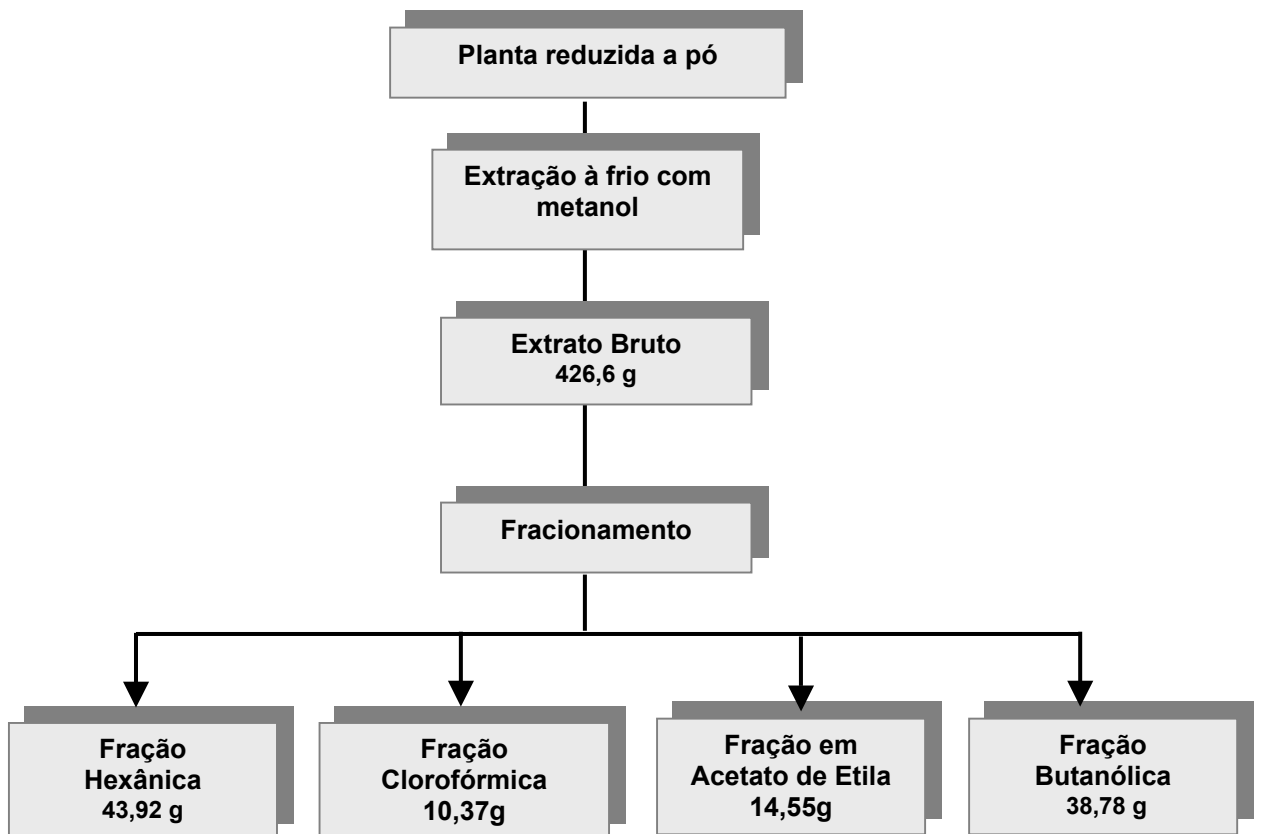 Planta reduzida a pó
Extração à frio com
metanol
Extrato Bruto
426,6 g
Fracionamento
Fração
Hexânica
43,92 g
Fração
Clorofórmica
10,37g
Fração em
Acetato de Etila
14,55g
Fração
Butanólica
38,78 g